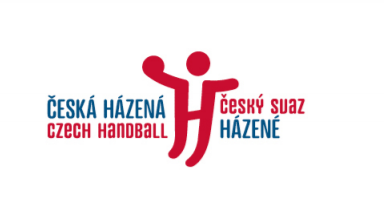 ČESKÁ HÁZENÁ
CZECH HANDBALL
ČESKÝ SVAZ
HÁZENÉ